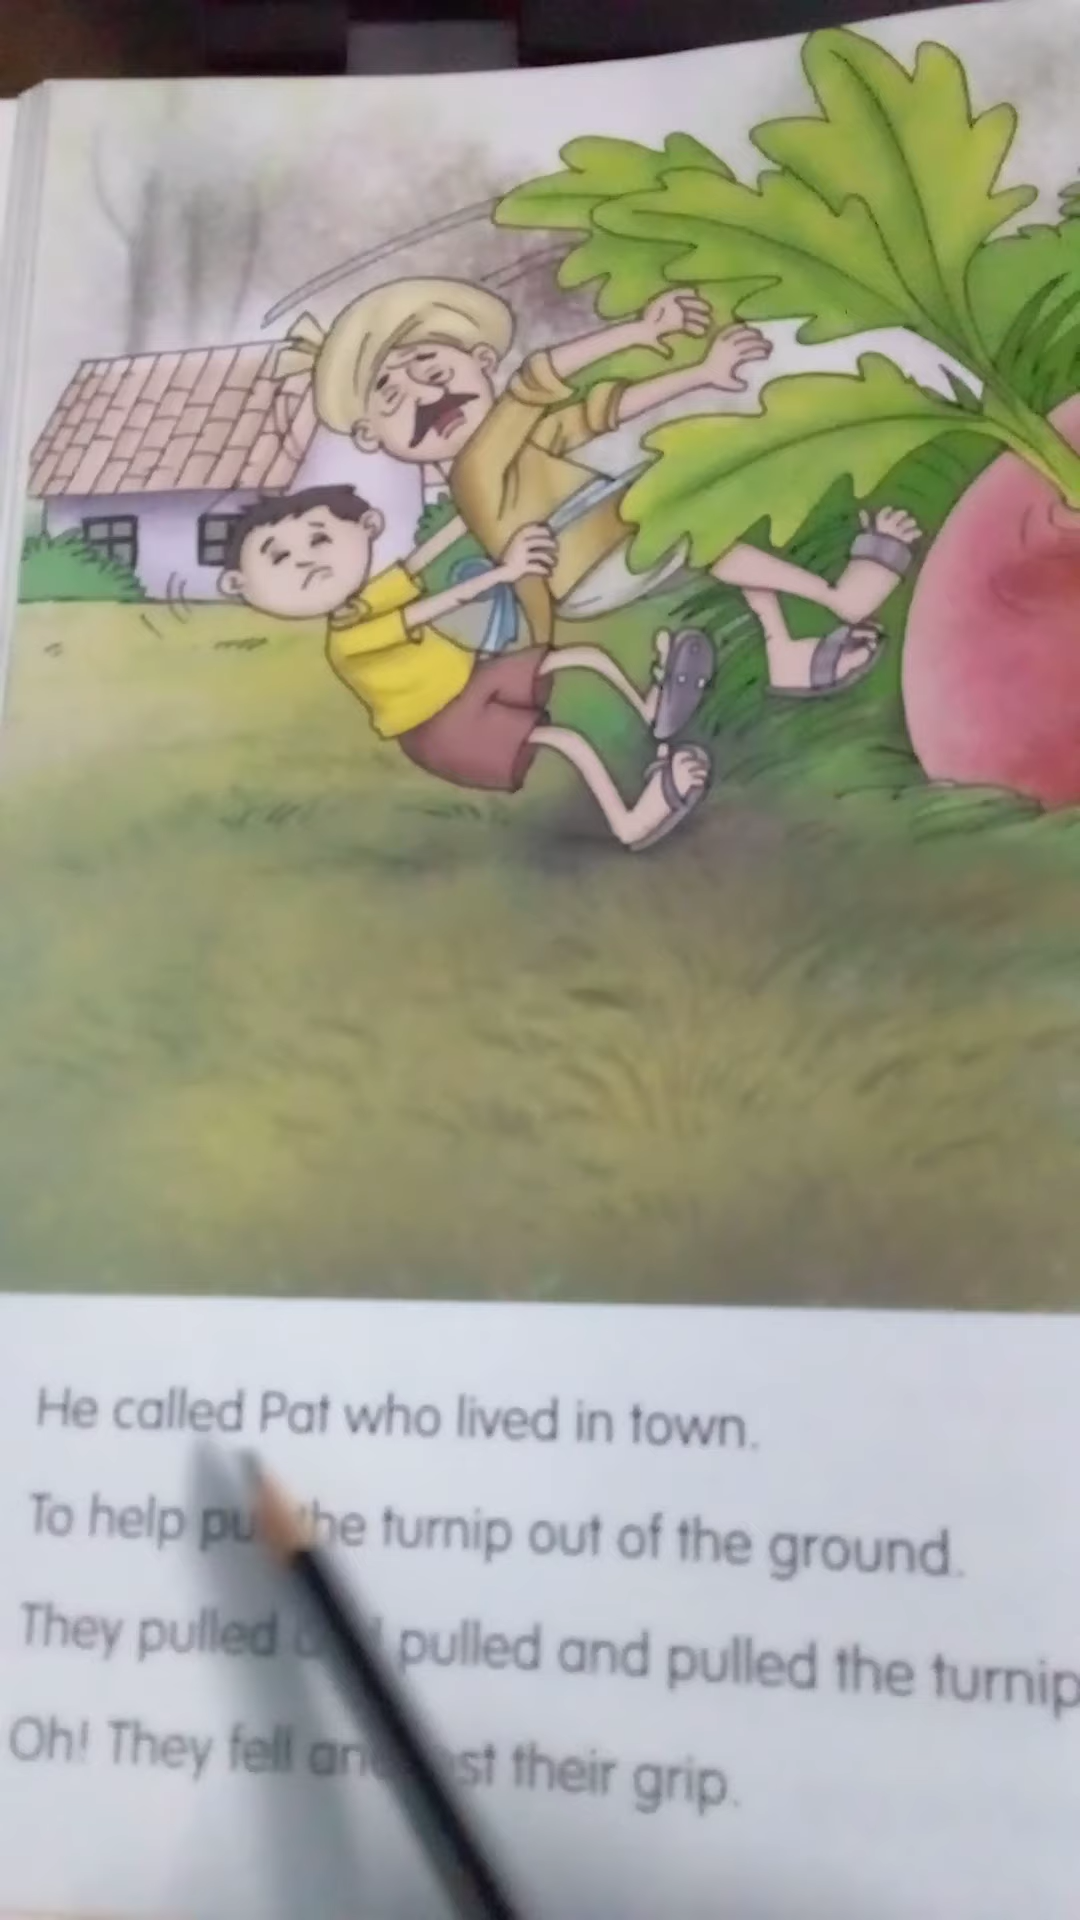 He called Pat who lived in town.
To help the turnip out of the ground.
They pulled pulled and pulled the turnip
Oh! They fell their grip.